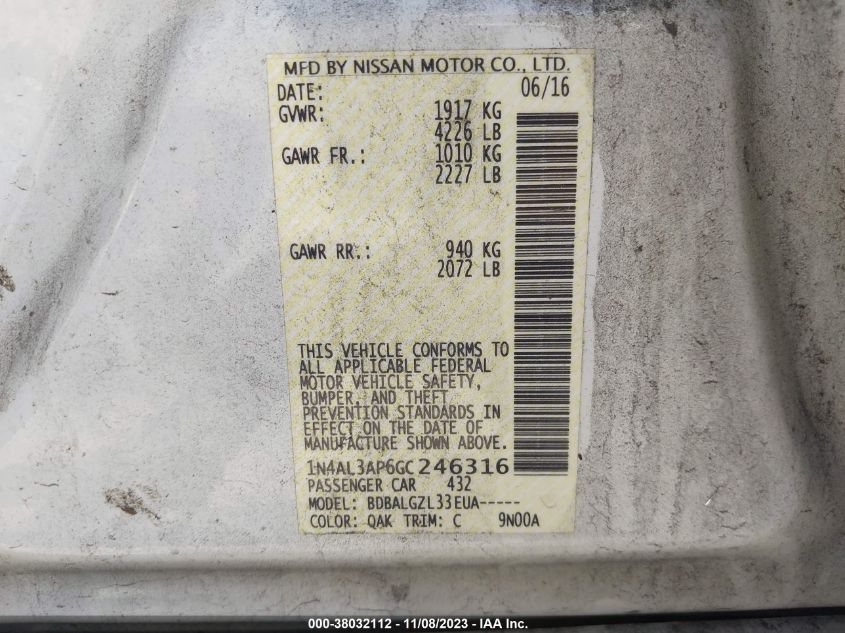 MFD BY NISSAN MOTOR CO., LTD.
DATE: 06/16
GVWR: 1917 KG
4226 LB
GAWR FR.: 1010 KG
2227 LB
GAWR RR.: 940 KG
2072 LB
THIS VEHICLE CONFORMS TO
ALL APPLICABLE FEDERAL
MOTOR VEHICLE SAFETY,
BUMPER, AND THEFT
PREVENTION STANDARDS IN
EFFECT ON THE DATE OF
MANUFACTURE SHOWN ABOVE.
1N4AL3AP6GC246316
PASSENGER CAR 432
MODEL: BDBALGZL33EUA-----
COLOR: QAK TRIM: C 9N00A
000-38032112 - 11/08/2023 - IAA Inc.